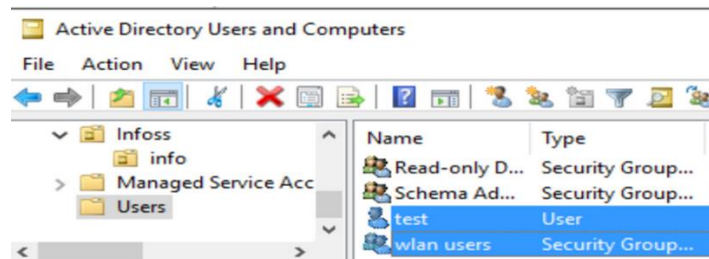 Active Directory Users and Computers
File Action View Help
Infoss
info
Managed Service Acc
Users
Name Type
Read-only D... Security Group...
Schema Ad... Security Group...
test User
wlan users Security Group...